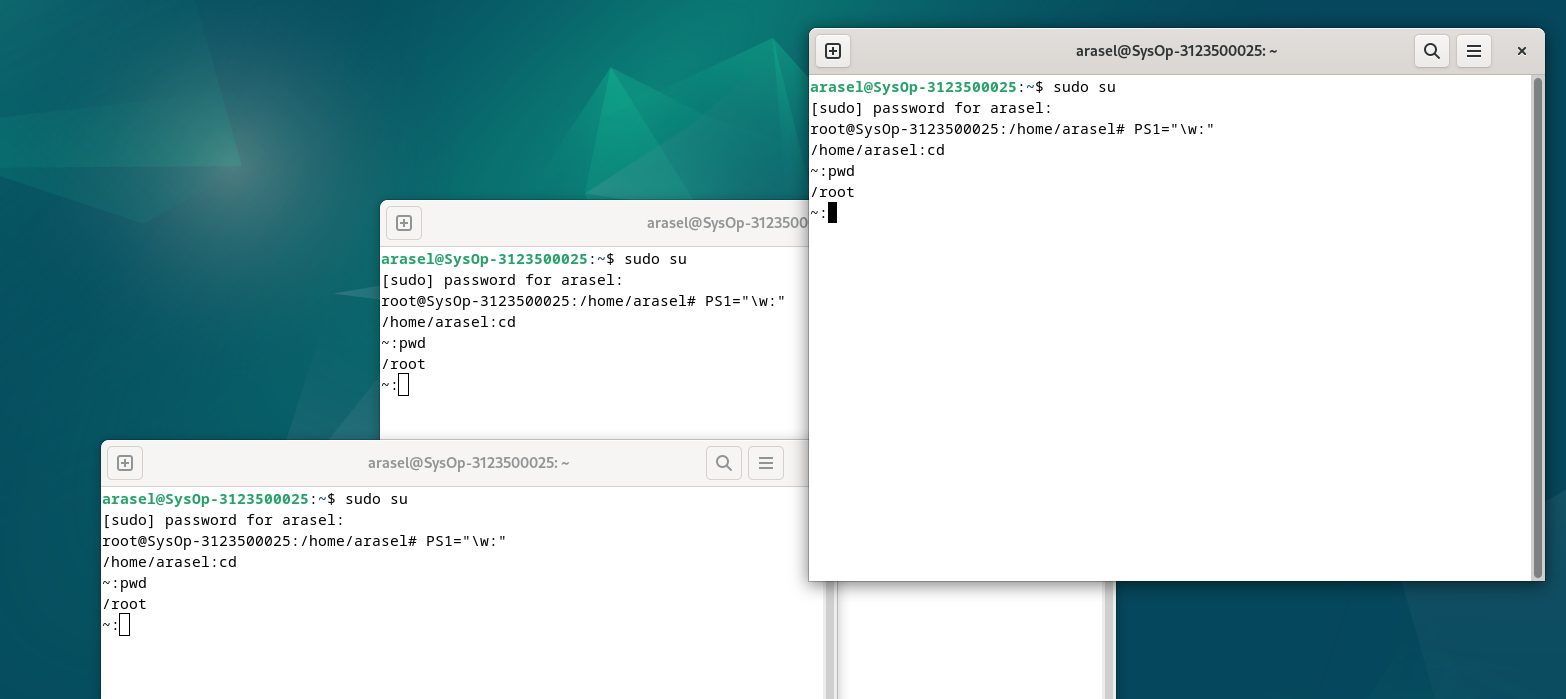 arasel@SysOp-3123500025: ~
arasel@SysOp-3123500025:~$ sudo su
[sudo] password for arasel:
root@SysOp-3123500025:/home/arasel# PS1="\w:"
/home/arasel:cd
~:pwd
/root
~:
arasel@SysOp-312350
arasel@SysOp-3123500025:~$ sudo su
[sudo] password for arasel:
root@SysOp-3123500025:/home/arasel# PS1="\w:"
/home/arasel:cd
~:pwd
/root
~:
arasel@SysOp-3123500025: ~
arasel@SysOp-3123500025:~$ sudo su
[sudo] password for arasel:
root@SysOp-3123500025:/home/arasel# PS1="\w:"
/home/arasel:cd
~:pwd
/root
~: